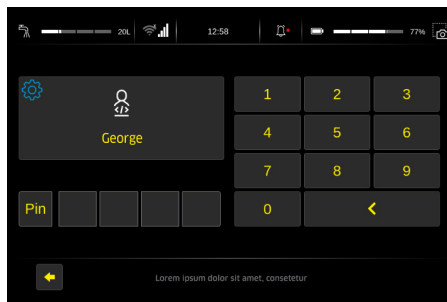 20L 12:58 77%
</>
George
1 2 3
4 5 6
7 8 9
Pin 0
Lorem ipsum dolor sit amet, consetetur